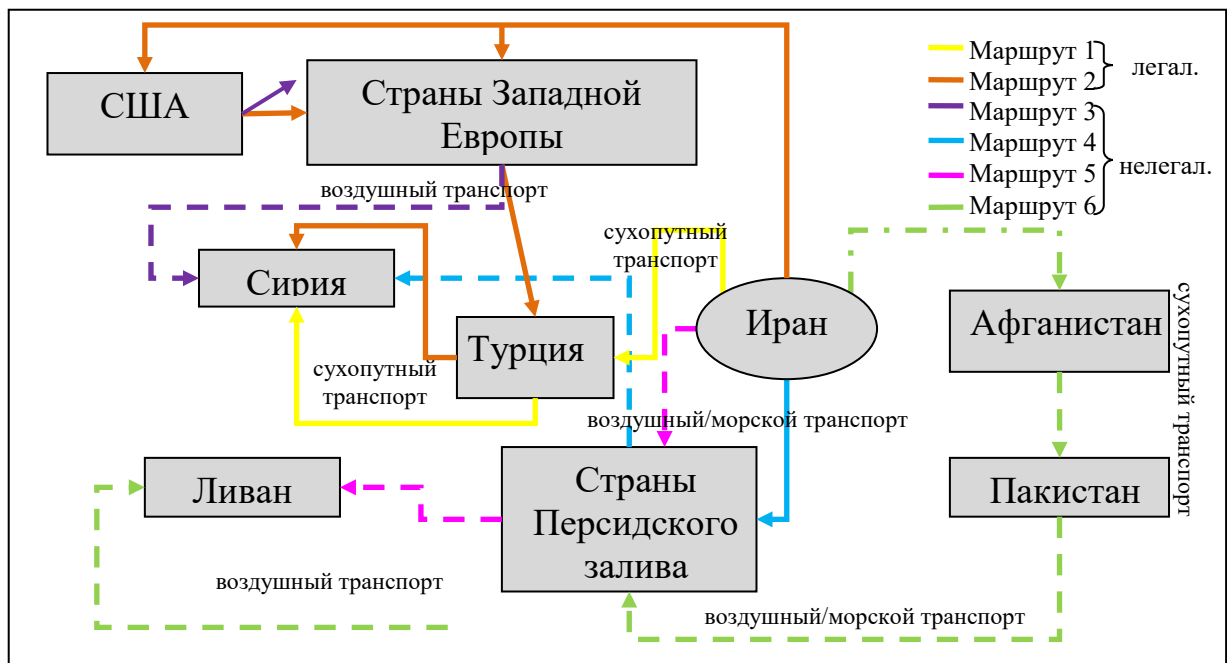 Маршрут 1
Маршрут 2
легал.
Маршрут 3
Маршрут 4
Маршрут 5
Маршрут 6
нелегал.
США
Страны Западной
Европы
воздушный транспорт
сухопутный
транспорт
Сирия
Турция
Иран
Афганистан
сухопутный транспорт
сухопутный
транспорт
воздушный/морской транспорт
Ливан
Страны
Персидского
залива
Пакистан
воздушный транспорт
воздушный/морской транспорт